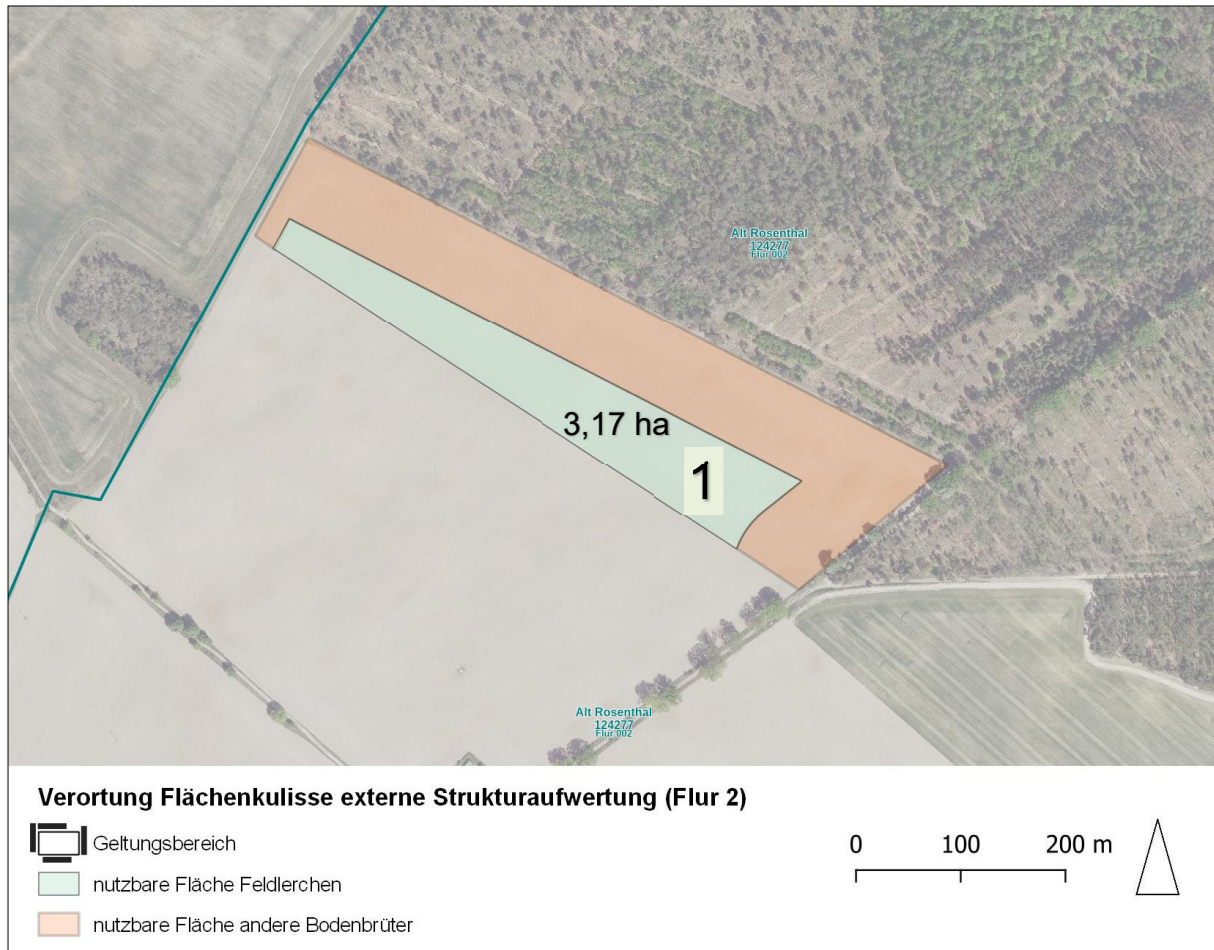 Alt Rosenthal
124277
Flur 002
3,17 ha
1
Alt Rosenthal
124277
Flur 002
Verortung Flächenkulisse externe Strukturaufwertung (Flur 2)
Geltungsbereich
nutzbare Fläche Feldlerchen
nutzbare Fläche andere Bodenbrüter
0 100 200 m